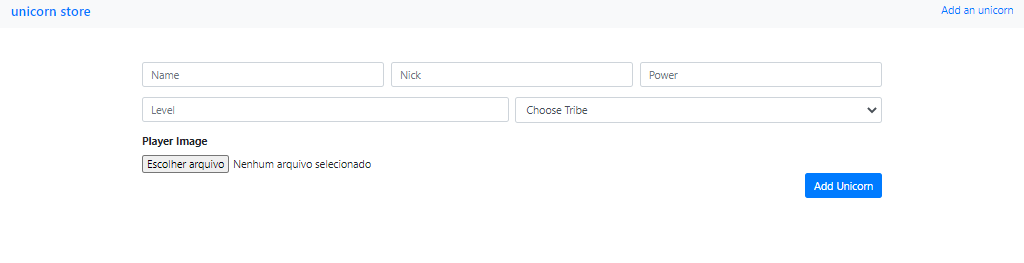 unicorn store
Add an unicorn
Name
Nick
Power
Level
Choose Tribe
Player Image
Escolher arquivo Nenhum arquivo selecionado
Add Unicorn